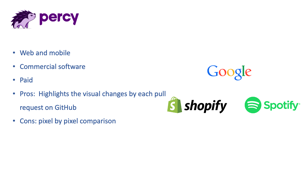 percy
Web and mobile
Commercial software
Paid
Pros: Highlights the visual changes by each pull
request on GitHub
Cons: pixel by pixel comparison
Google
shopify
Spotify